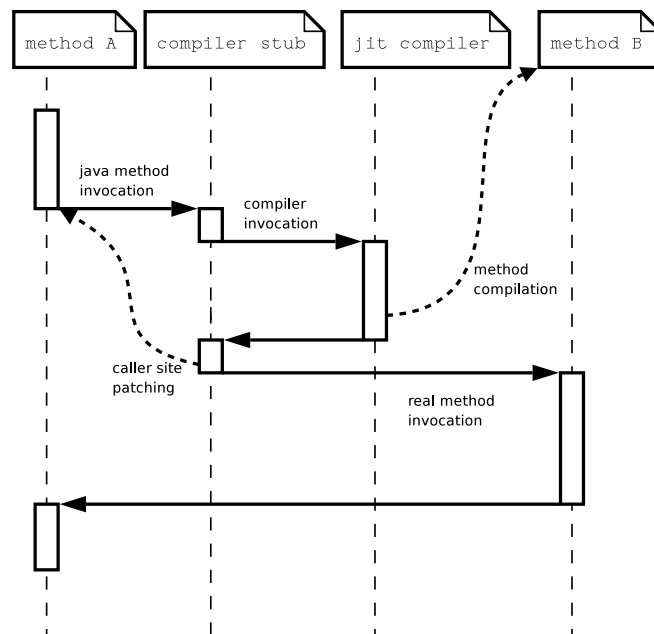 method A
compiler stub
jit compiler
method B
java method
invocation
compiler
invocation
method
compilation
caller site
patching
real method
invocation